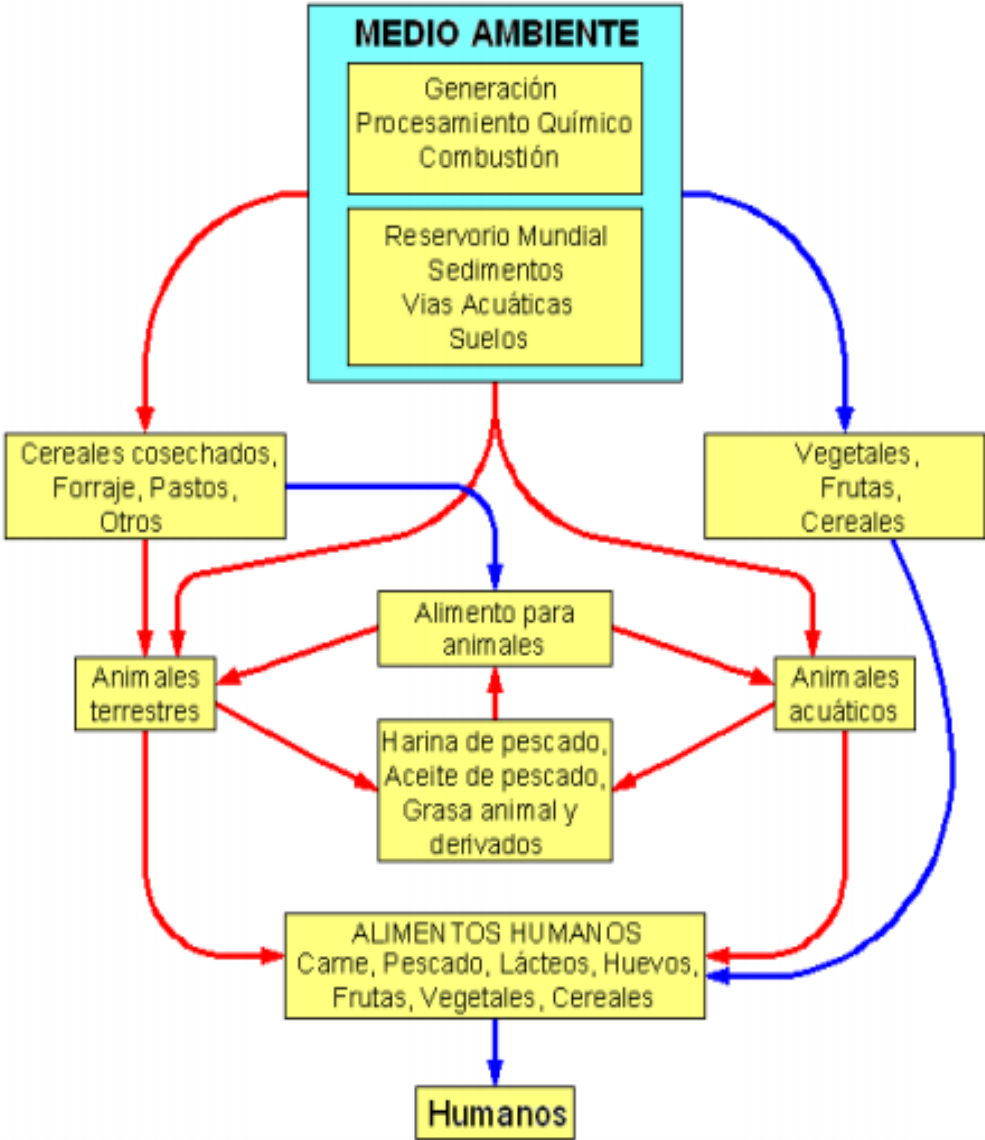 MEDIO AMBIENTE
Generación
Procesamiento Químico
Combustión
Reservorio Mundial
Sedimentos
Vias Acuáticas
Suelos
Cereales cosechados,
Forraje, Pastos,
Otros
Vegetales,
Frutas,
Cereales
Alimento para
animales
Animales
terrestres
Animales
acuáticos
Harina de pescado,
Aceite de pescado,
Grasa animal y
derivados
ALIMENTOS HUMANOS
Carne, Pescado, Lácteos, Huevos,
Frutas, Vegetales, Cereales
Humanos